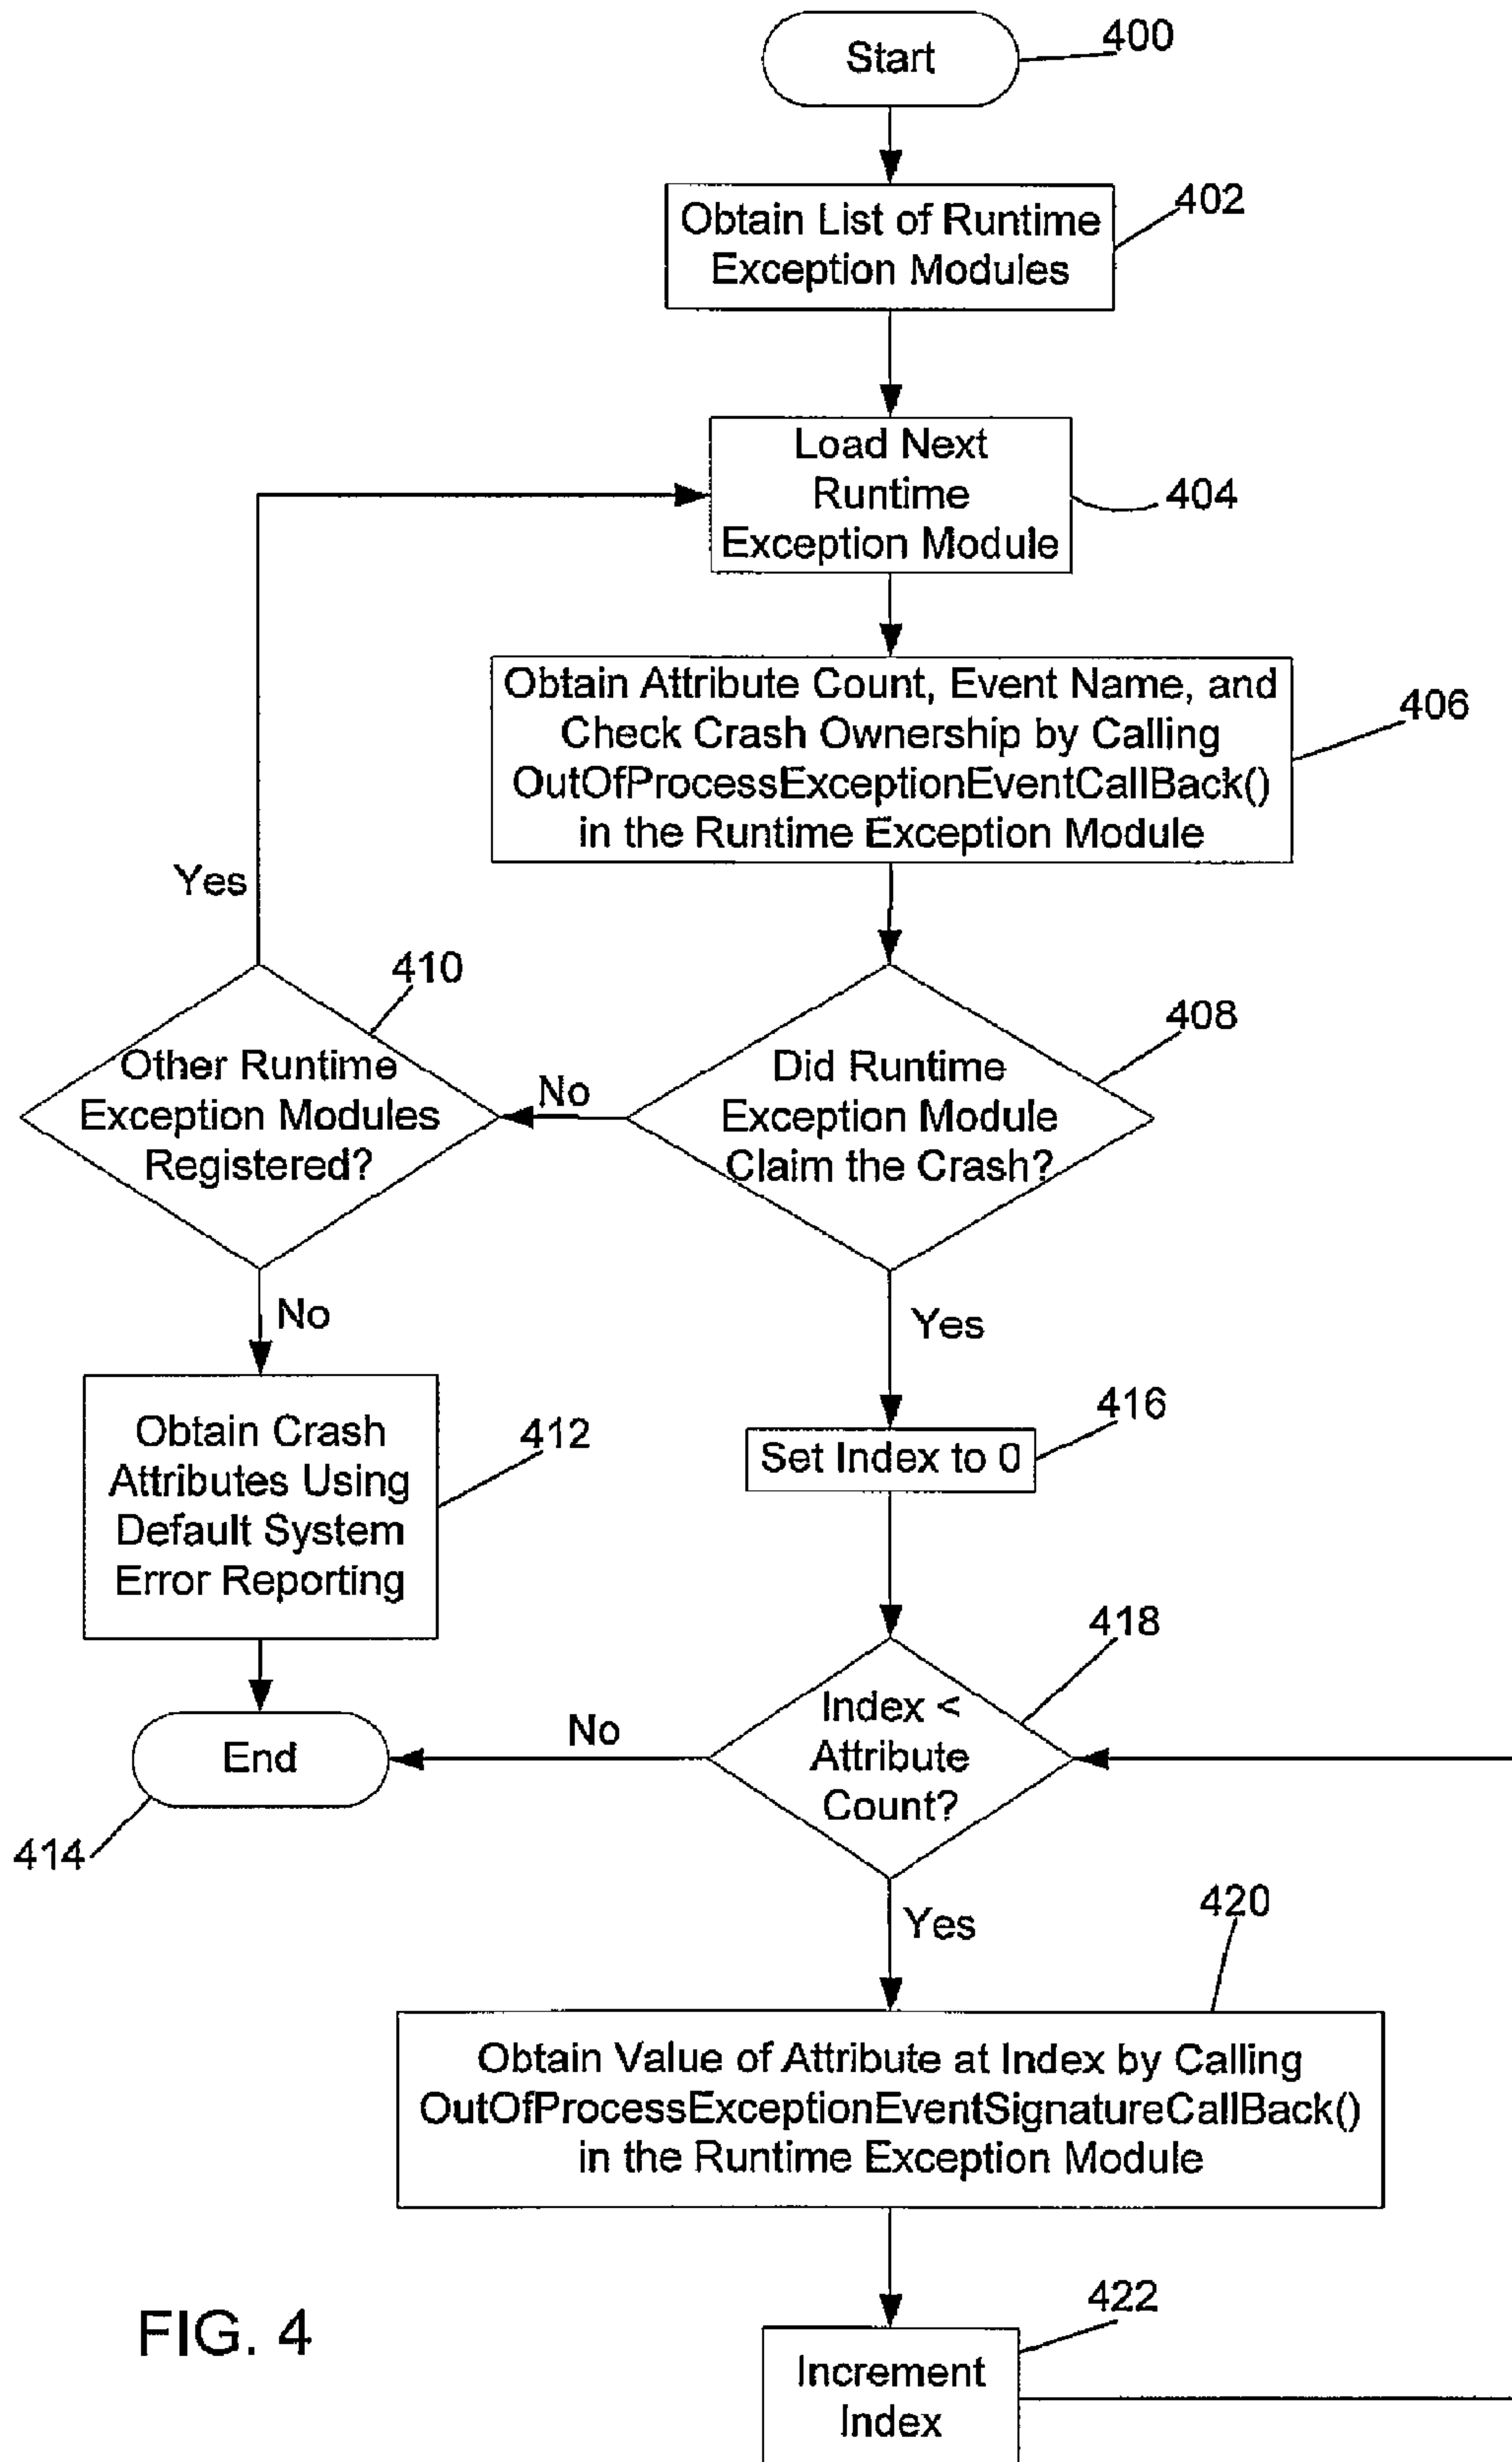 Start
400
Obtain List of Runtime
Exception Modules
402
Load Next
Runtime
Exception Module
404
Obtain Attribute Count, Event Name, and
Check Crash Ownership by Calling
OutOfProcessExceptionEventCallBack()
in the Runtime Exception Module
406
Yes
410
Other Runtime
Exception Modules
Registered?
No
Did Runtime
Exception Module
Claim the Crash?
408
No
Yes
Obtain Crash
Attributes Using
Default System
Error Reporting
412
Set Index to 0
416
End
414
No
Index <
Attribute
Count?
418
Yes
420
Obtain Value of Attribute at Index by Calling
OutOfProcessExceptionEventSignatureCallBack()
in the Runtime Exception Module
Increment
Index
422
FIG. 4